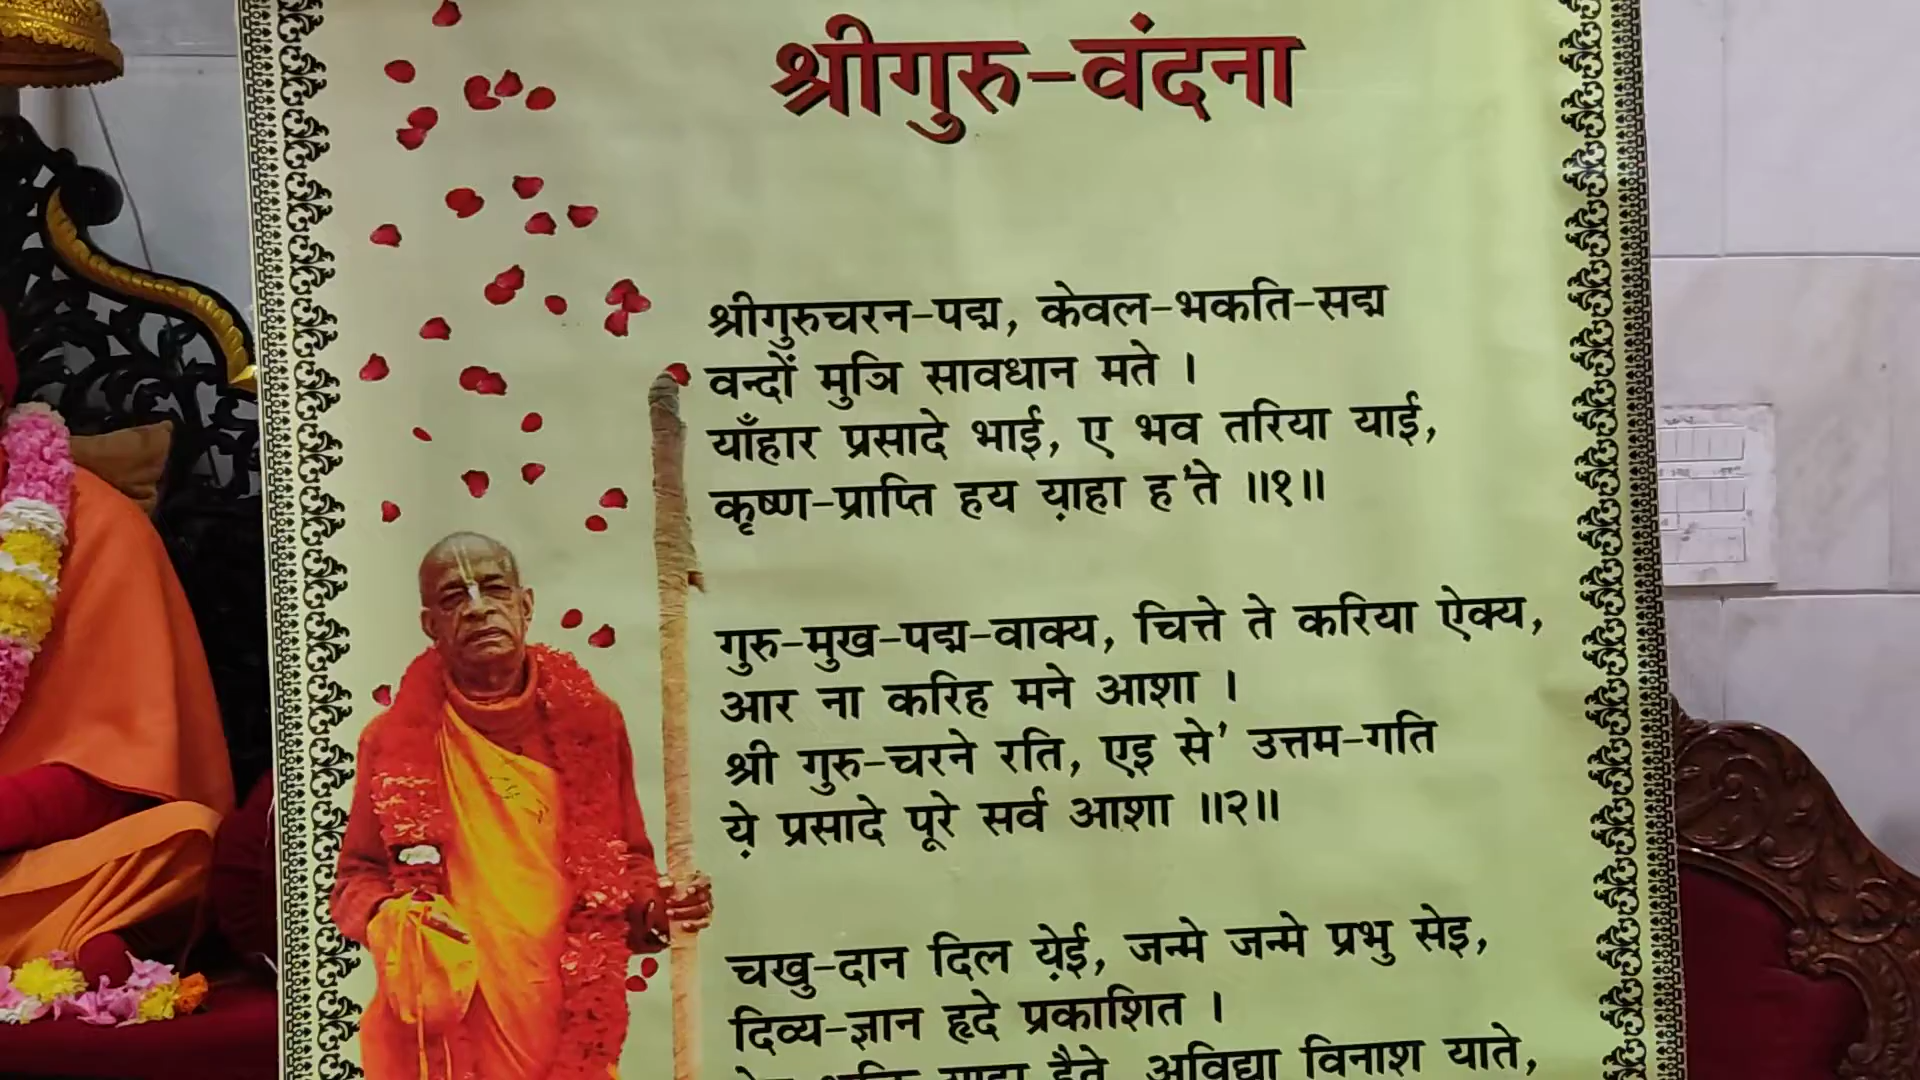 श्रीगुरु-वंदना
श्रीगुरुचरन-पद्म, केवल-भकति-सद्म
वन्दों मुञि सावधान मते ।
याँहार प्रसादे भाई, ए भव तरिया याई,
कृष्ण-प्राप्ति हय य़ाहा ह'ते ॥१॥
गुरु-मुख-पद्म-वाक्य, चित्ते ते करिया ऐक्य,
आर ना करिह मने आशा ।
श्री गुरु-चरने रति, एइ से' उत्तम-गति
य़े प्रसादे पूरे सर्व आशा ॥२॥
चखु-दान दिल य़ेई, जन्मे जन्मे प्रभु सेइ,
दिव्य-ज्ञान हृदे प्रकाशित ।
अविद्या विनाश याते,